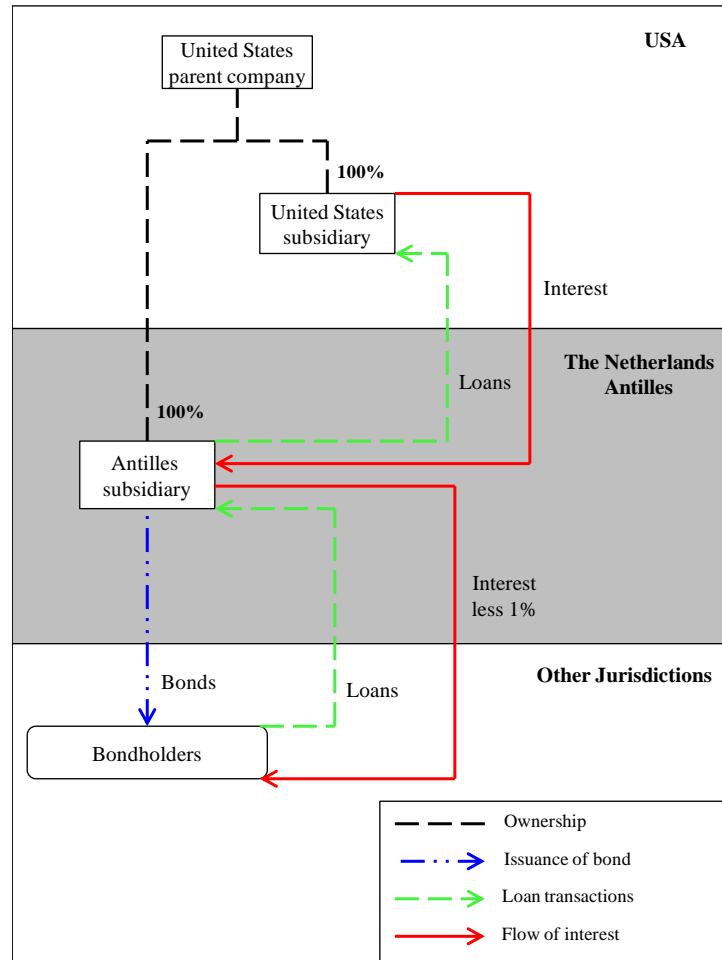 United States
parent company
USA
100%
United States
subsidiary
Interest
The Netherlands
Antilles
Loans
100%
Antilles
subsidiary
Interest
less 1%
Other Jurisdictions
Bonds
Loans
Bondholders
Ownership
Issuance of bond
Loan transactions
Flow of interest